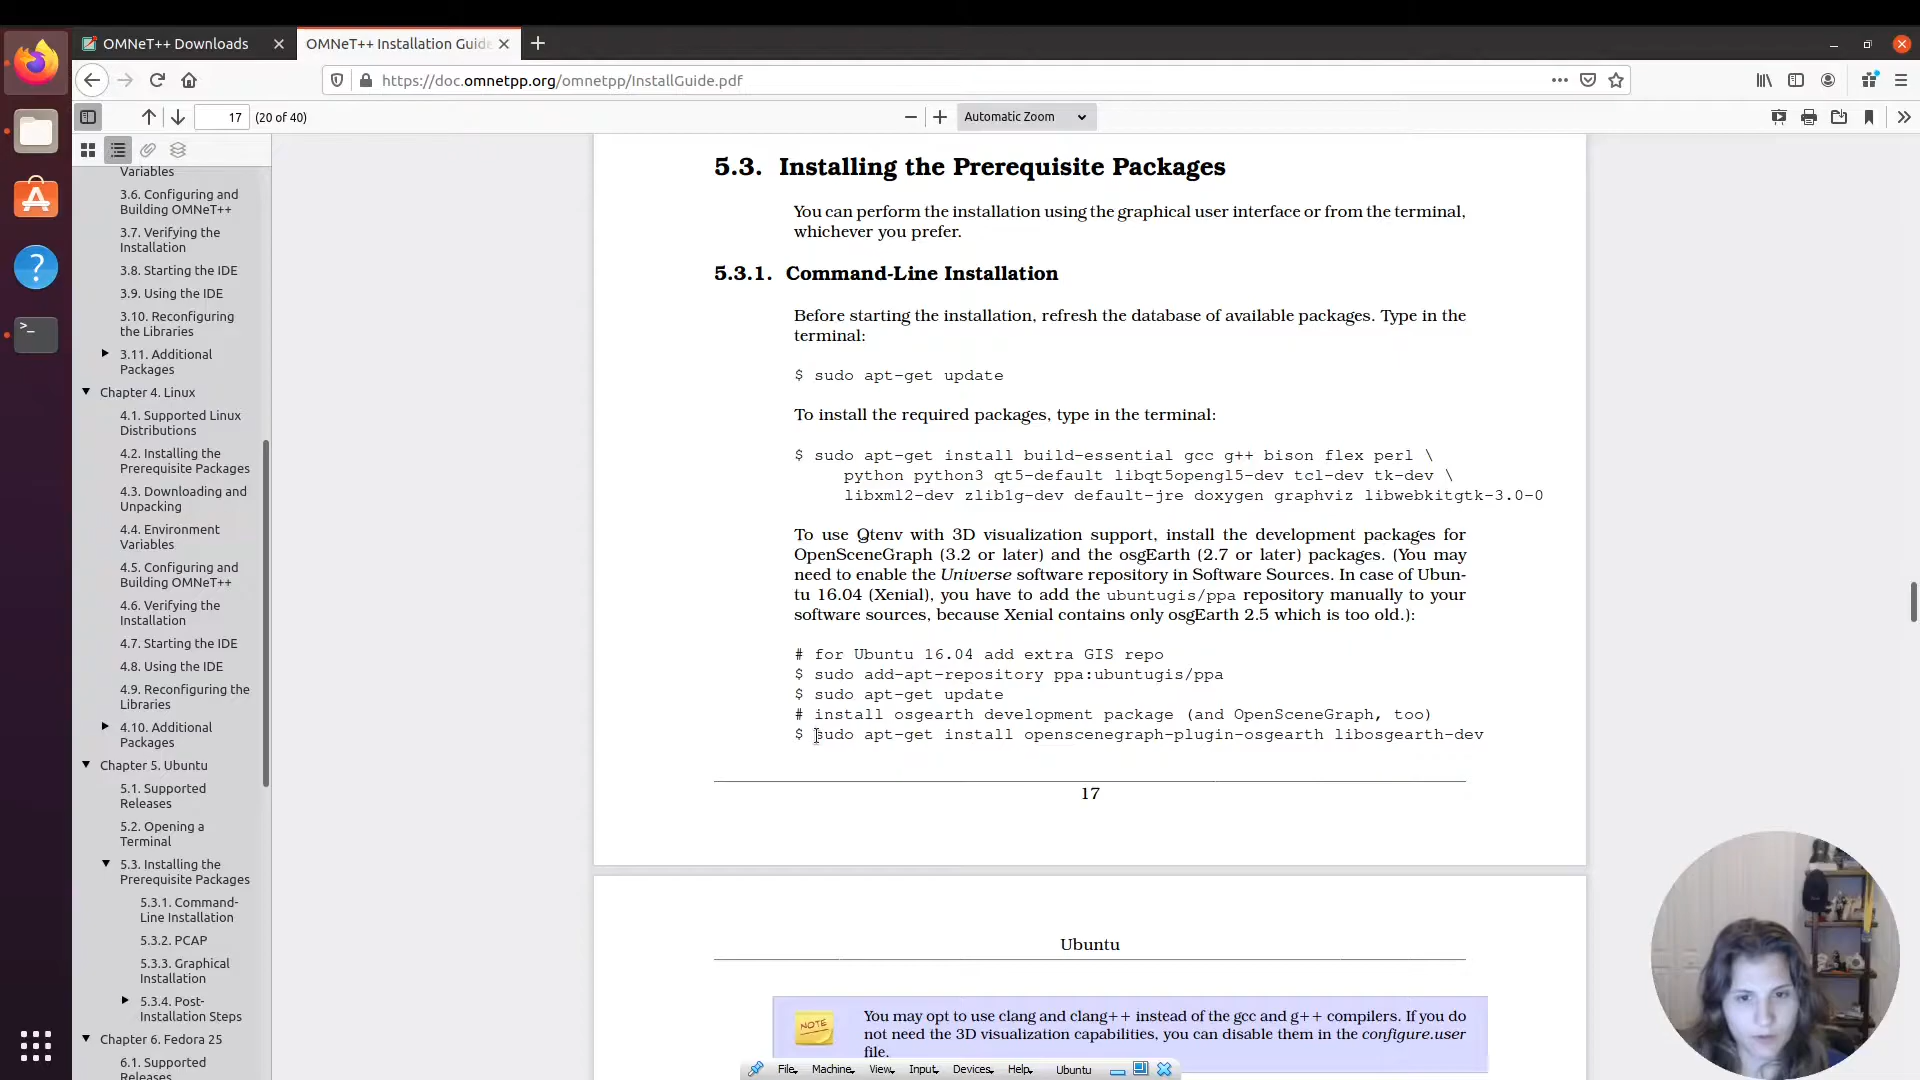 OMNeT++ Downloads
OMNeT++ Installation Guide
https://doc.omnetpp.org/omnetpp/InstallGuide.pdf
17 (20 of 40)
Automatic Zoom
Variables
3.6. Configuring and
Building OMNeT++
3.7. Verifying the
Installation
3.8. Starting the IDE
3.9. Using the IDE
3.10. Reconfiguring
the Libraries
3.11. Additional
Packages
Chapter 4. Linux
4.1. Supported Linux
Distributions
4.2. Installing the
Prerequisite Packages
4.3. Downloading and
Unpacking
4.4. Environment
Variables
4.5. Configuring and
Building OMNeT++
4.6. Verifying the
Installation
4.7. Starting the IDE
4.8. Using the IDE
4.9. Reconfiguring the
Libraries
4.10. Additional
Packages
Chapter 5. Ubuntu
5.1. Supported
Releases
5.2. Opening a
Terminal
5.3. Installing the
Prerequisite Packages
5.3.1. Command-
Line Installation
5.3.2. PCAP
5.3.3. Graphical
Installation
5.3.4. Post-
Installation Steps
Chapter 6. Fedora 25
6.1. Supported
Releases
5.3. Installing the Prerequisite Packages
You can perform the installation using the graphical user interface or from the terminal,
whichever you prefer.
5.3.1. Command-Line Installation
Before starting the installation, refresh the database of available packages. Type in the
terminal:
$ sudo apt-get update
To install the required packages, type in the terminal:
$ sudo apt-get install build-essential gcc g++ bison flex perl \
python python3 qt5-default libqt5opengl5-dev tcl-dev tk-dev \
libxml2-dev zlib1g-dev default-jre doxygen graphviz libwebkitgtk-3.0-0
To use Qtenv with 3D visualization support, install the development packages for
OpenSceneGraph (3.2 or later) and the osgEarth (2.7 or later) packages. (You may
need to enable the Universe software repository in Software Sources. In case of Ubun-
tu 16.04 (Xenial), you have to add the ubuntugis/ppa repository manually to your
software sources, because Xenial contains only osgEarth 2.5 which is too old.):
# for Ubuntu 16.04 add extra GIS repo
$ sudo add-apt-repository ppa:ubuntugis/ppa
$ sudo apt-get update
# install osgearth development package (and OpenSceneGraph, too)
$ sudo apt-get install openscenegraph-plugin-osgearth libosgearth-dev
17
Ubuntu
NOTE
You may opt to use clang and clang++ instead of the gcc and g++ compilers. If you do
not need the 3D visualization capabilities, you can disable them in the configure.user
file.
File Machine View Input Devices Help Ubuntu